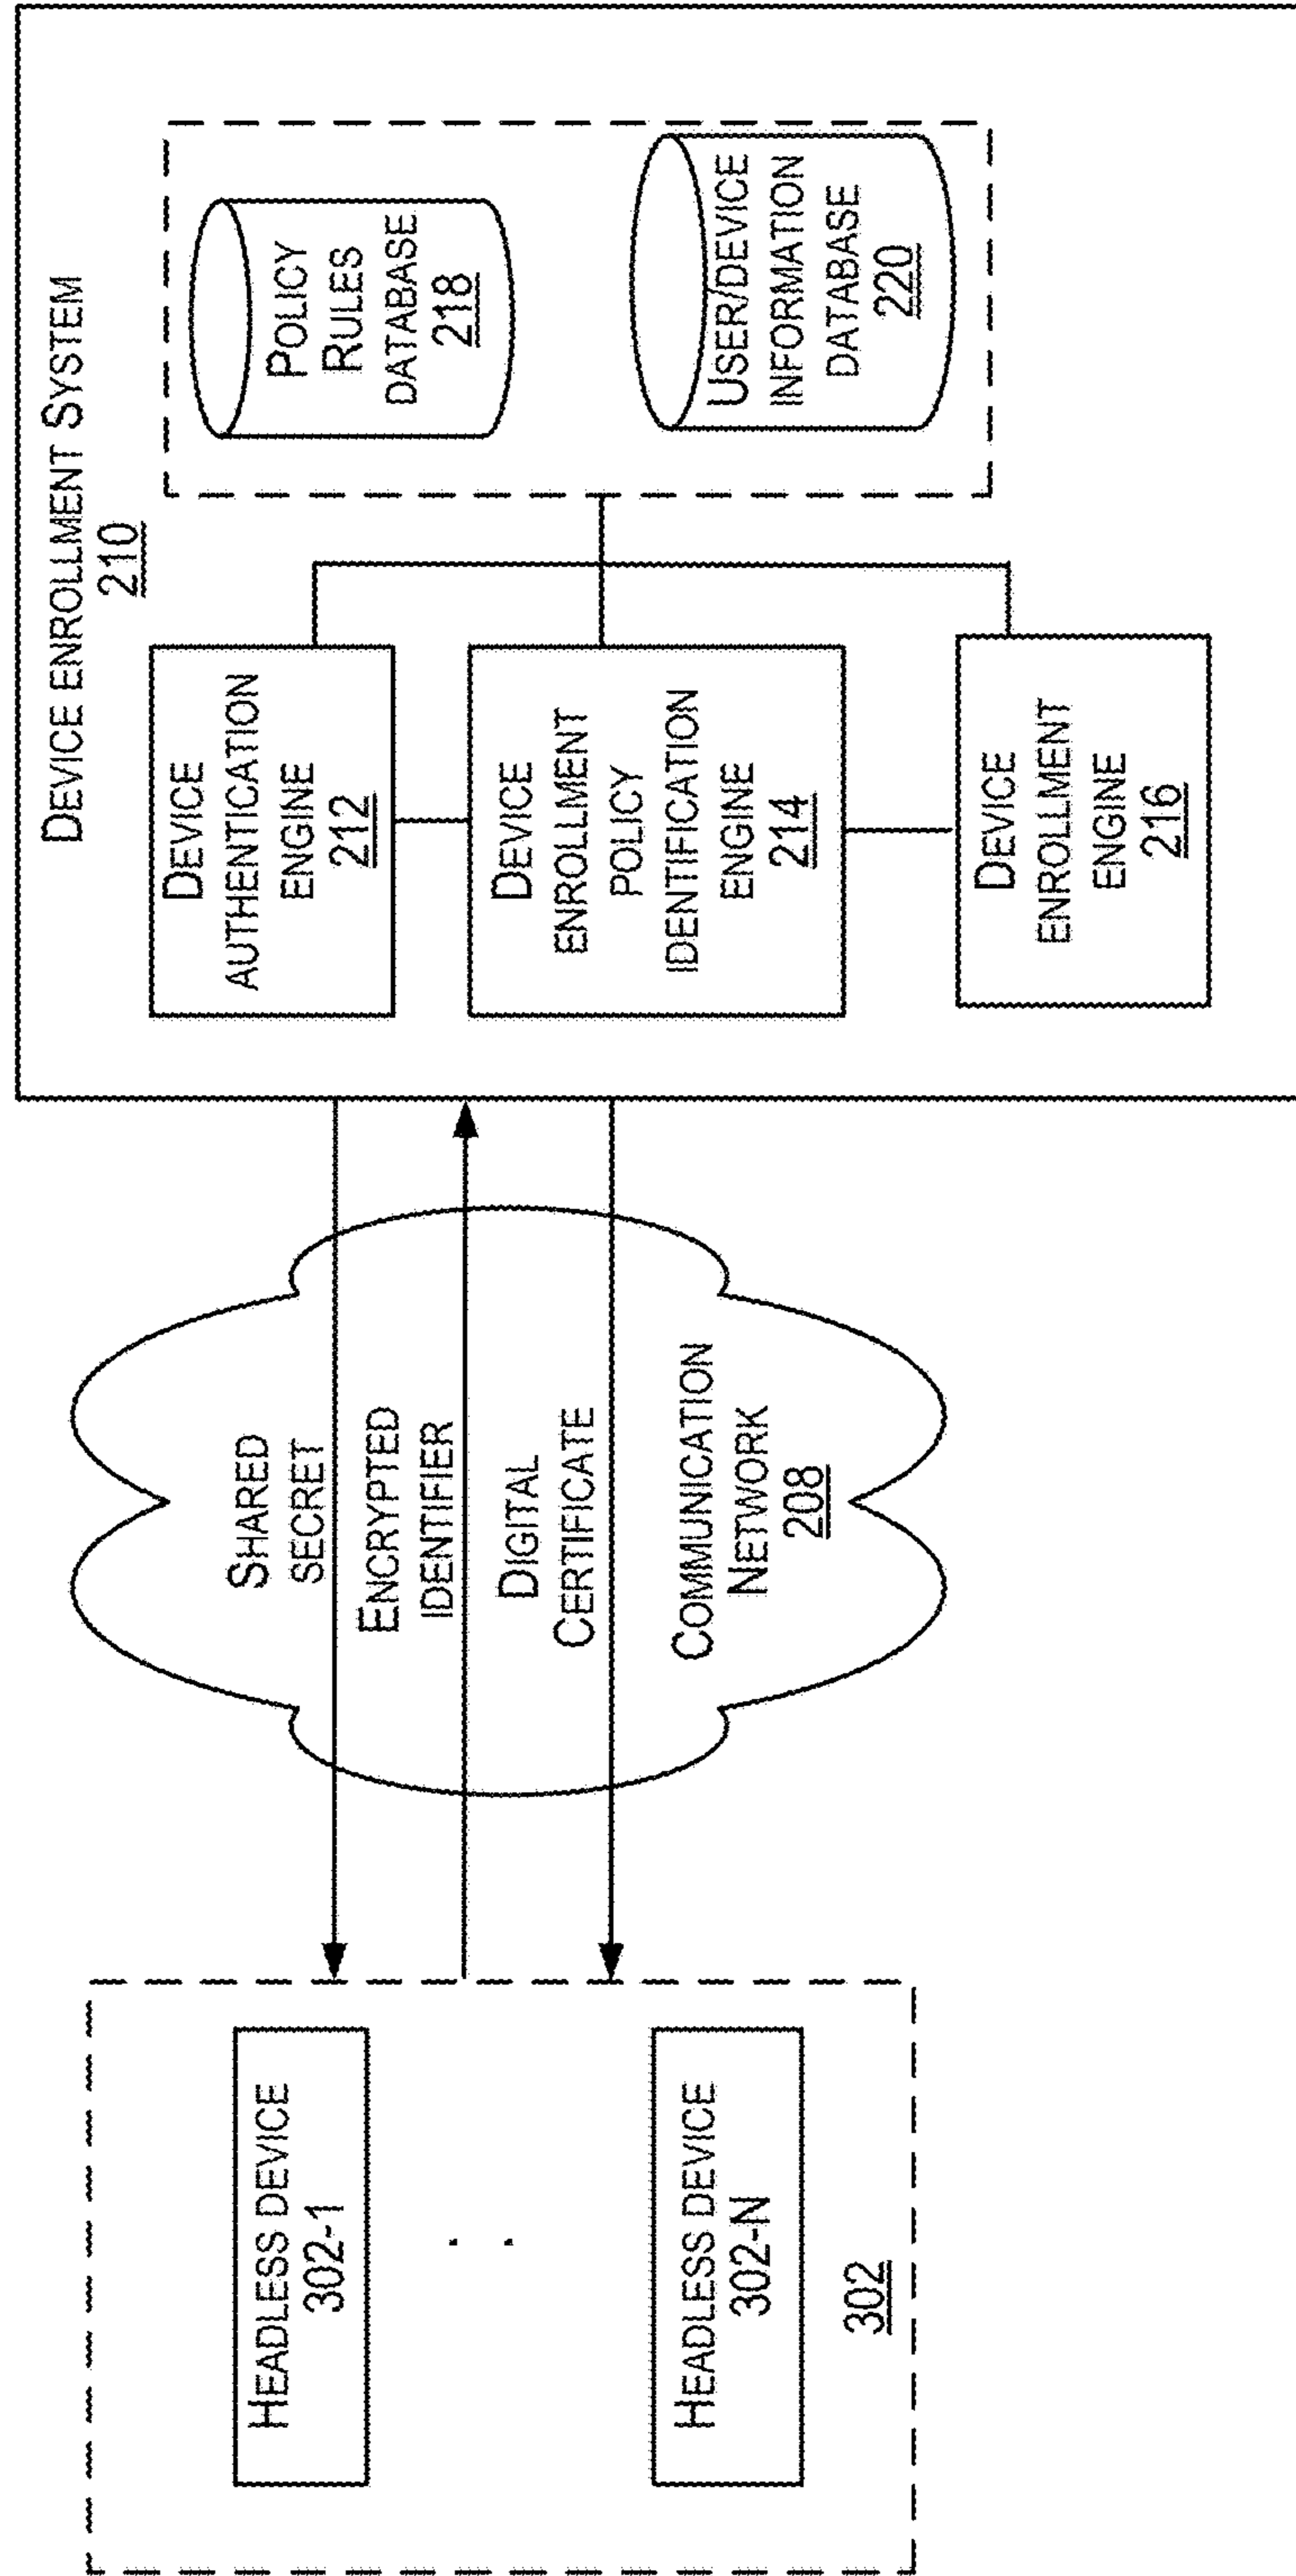 DEVICE ENROLLMENT SYSTEM
210
DEVICE
AUTHENTICATION
ENGINE
212
DEVICE
ENROLLMENT
POLICY
IDENTIFICATION
ENGINE
214
DEVICE
ENROLLMENT
ENGINE
216
POLICY
RULES
DATABASE
218
USER/DEVICE
INFORMATION
DATABASE
220
SHARED
SECRET
ENCRYPTED
IDENTIFIER
DIGITAL
CERTIFICATE
COMMUNICATION
NETWORK
208
HEADLESS DEVICE
302-1
. .
HEADLESS DEVICE
302-N
302